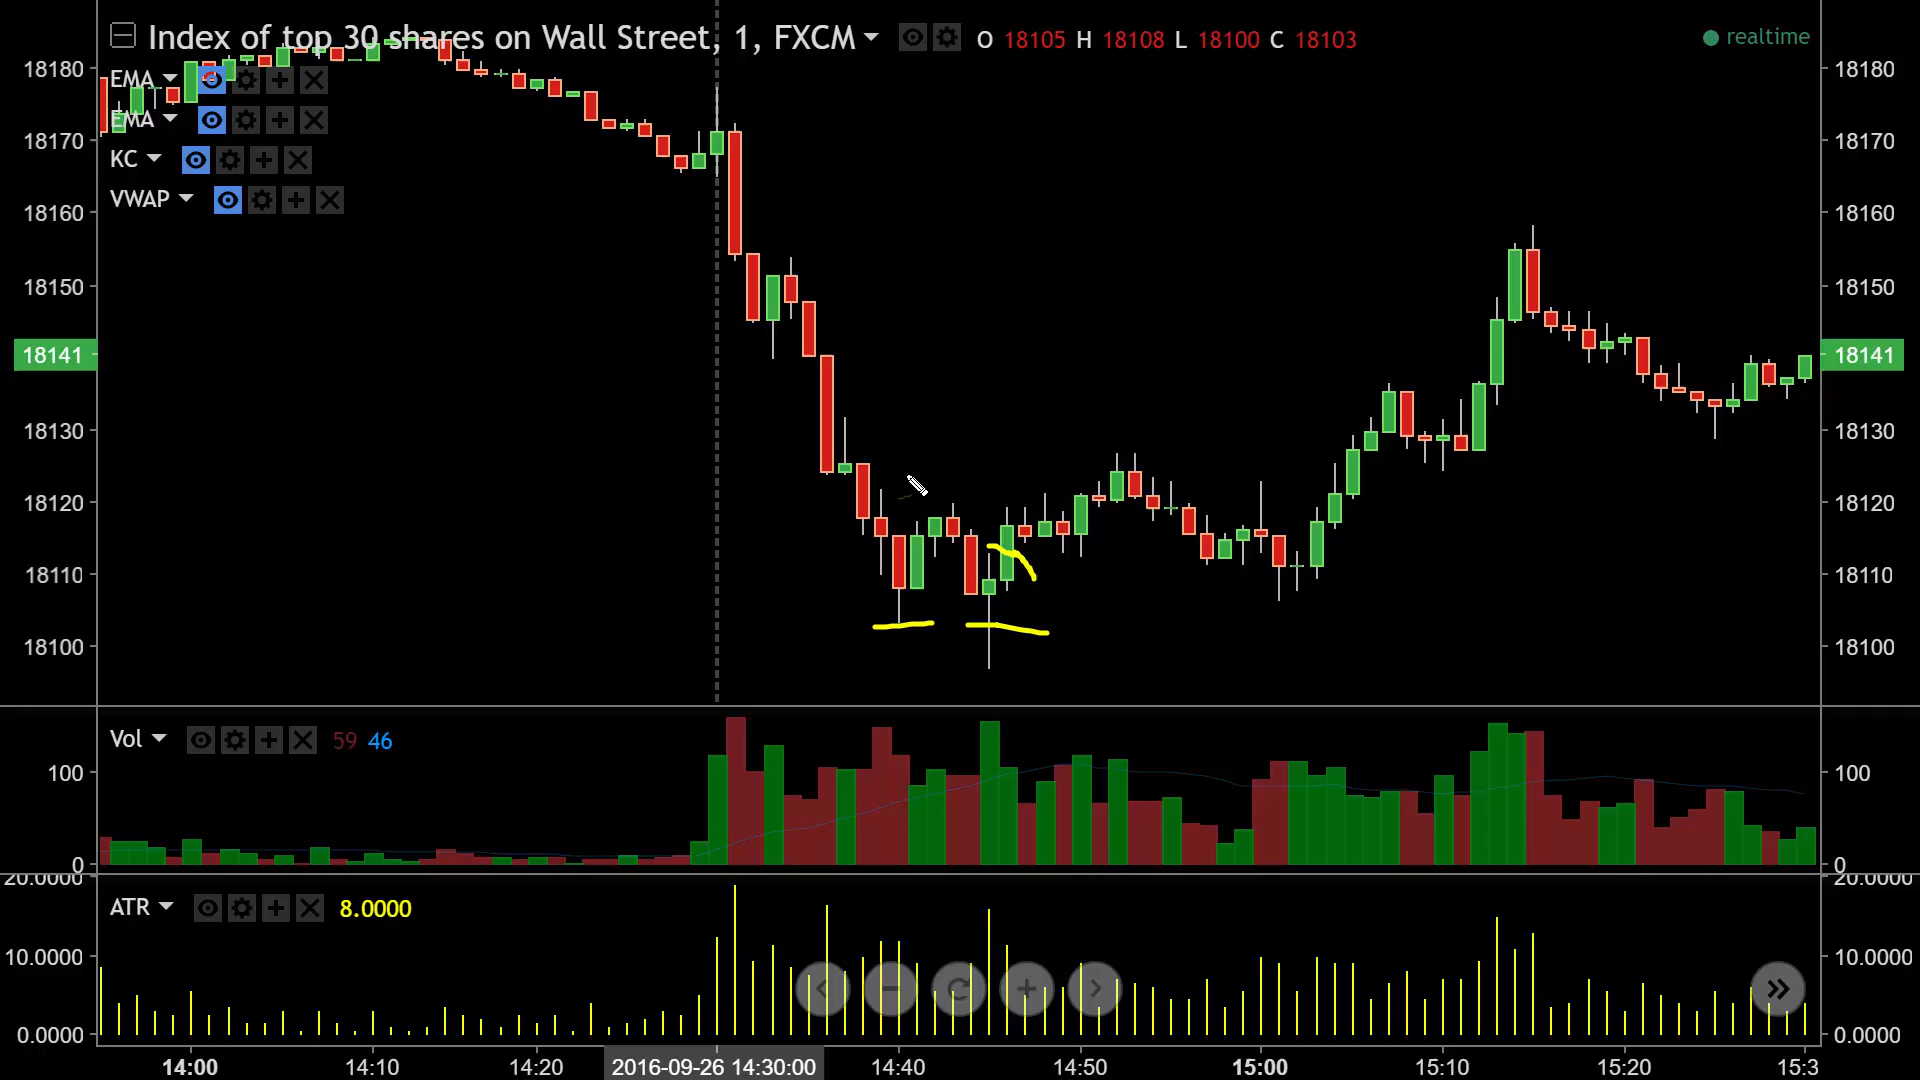 Index of top 30 shares on Wall Street, 1, FXCM O 18105 H 18108 L 18100 C 18103
realtime
EMA
EMA
KC
VWAP
18180 18180
18170 18170
18160 18160
18150 18150
18141 18141
18130 18130
18120 18120
18110 18110
18100 18100
Vol 59 46
100 100
0 0
20.0000 20.0000
ATR 8.0000
10.0000 10.0000
0.0000 0.0000
14:00 14:10 14:20 2016-09-26 14:30:00 14:40 14:50 15:00 15:10 15:20 15:3